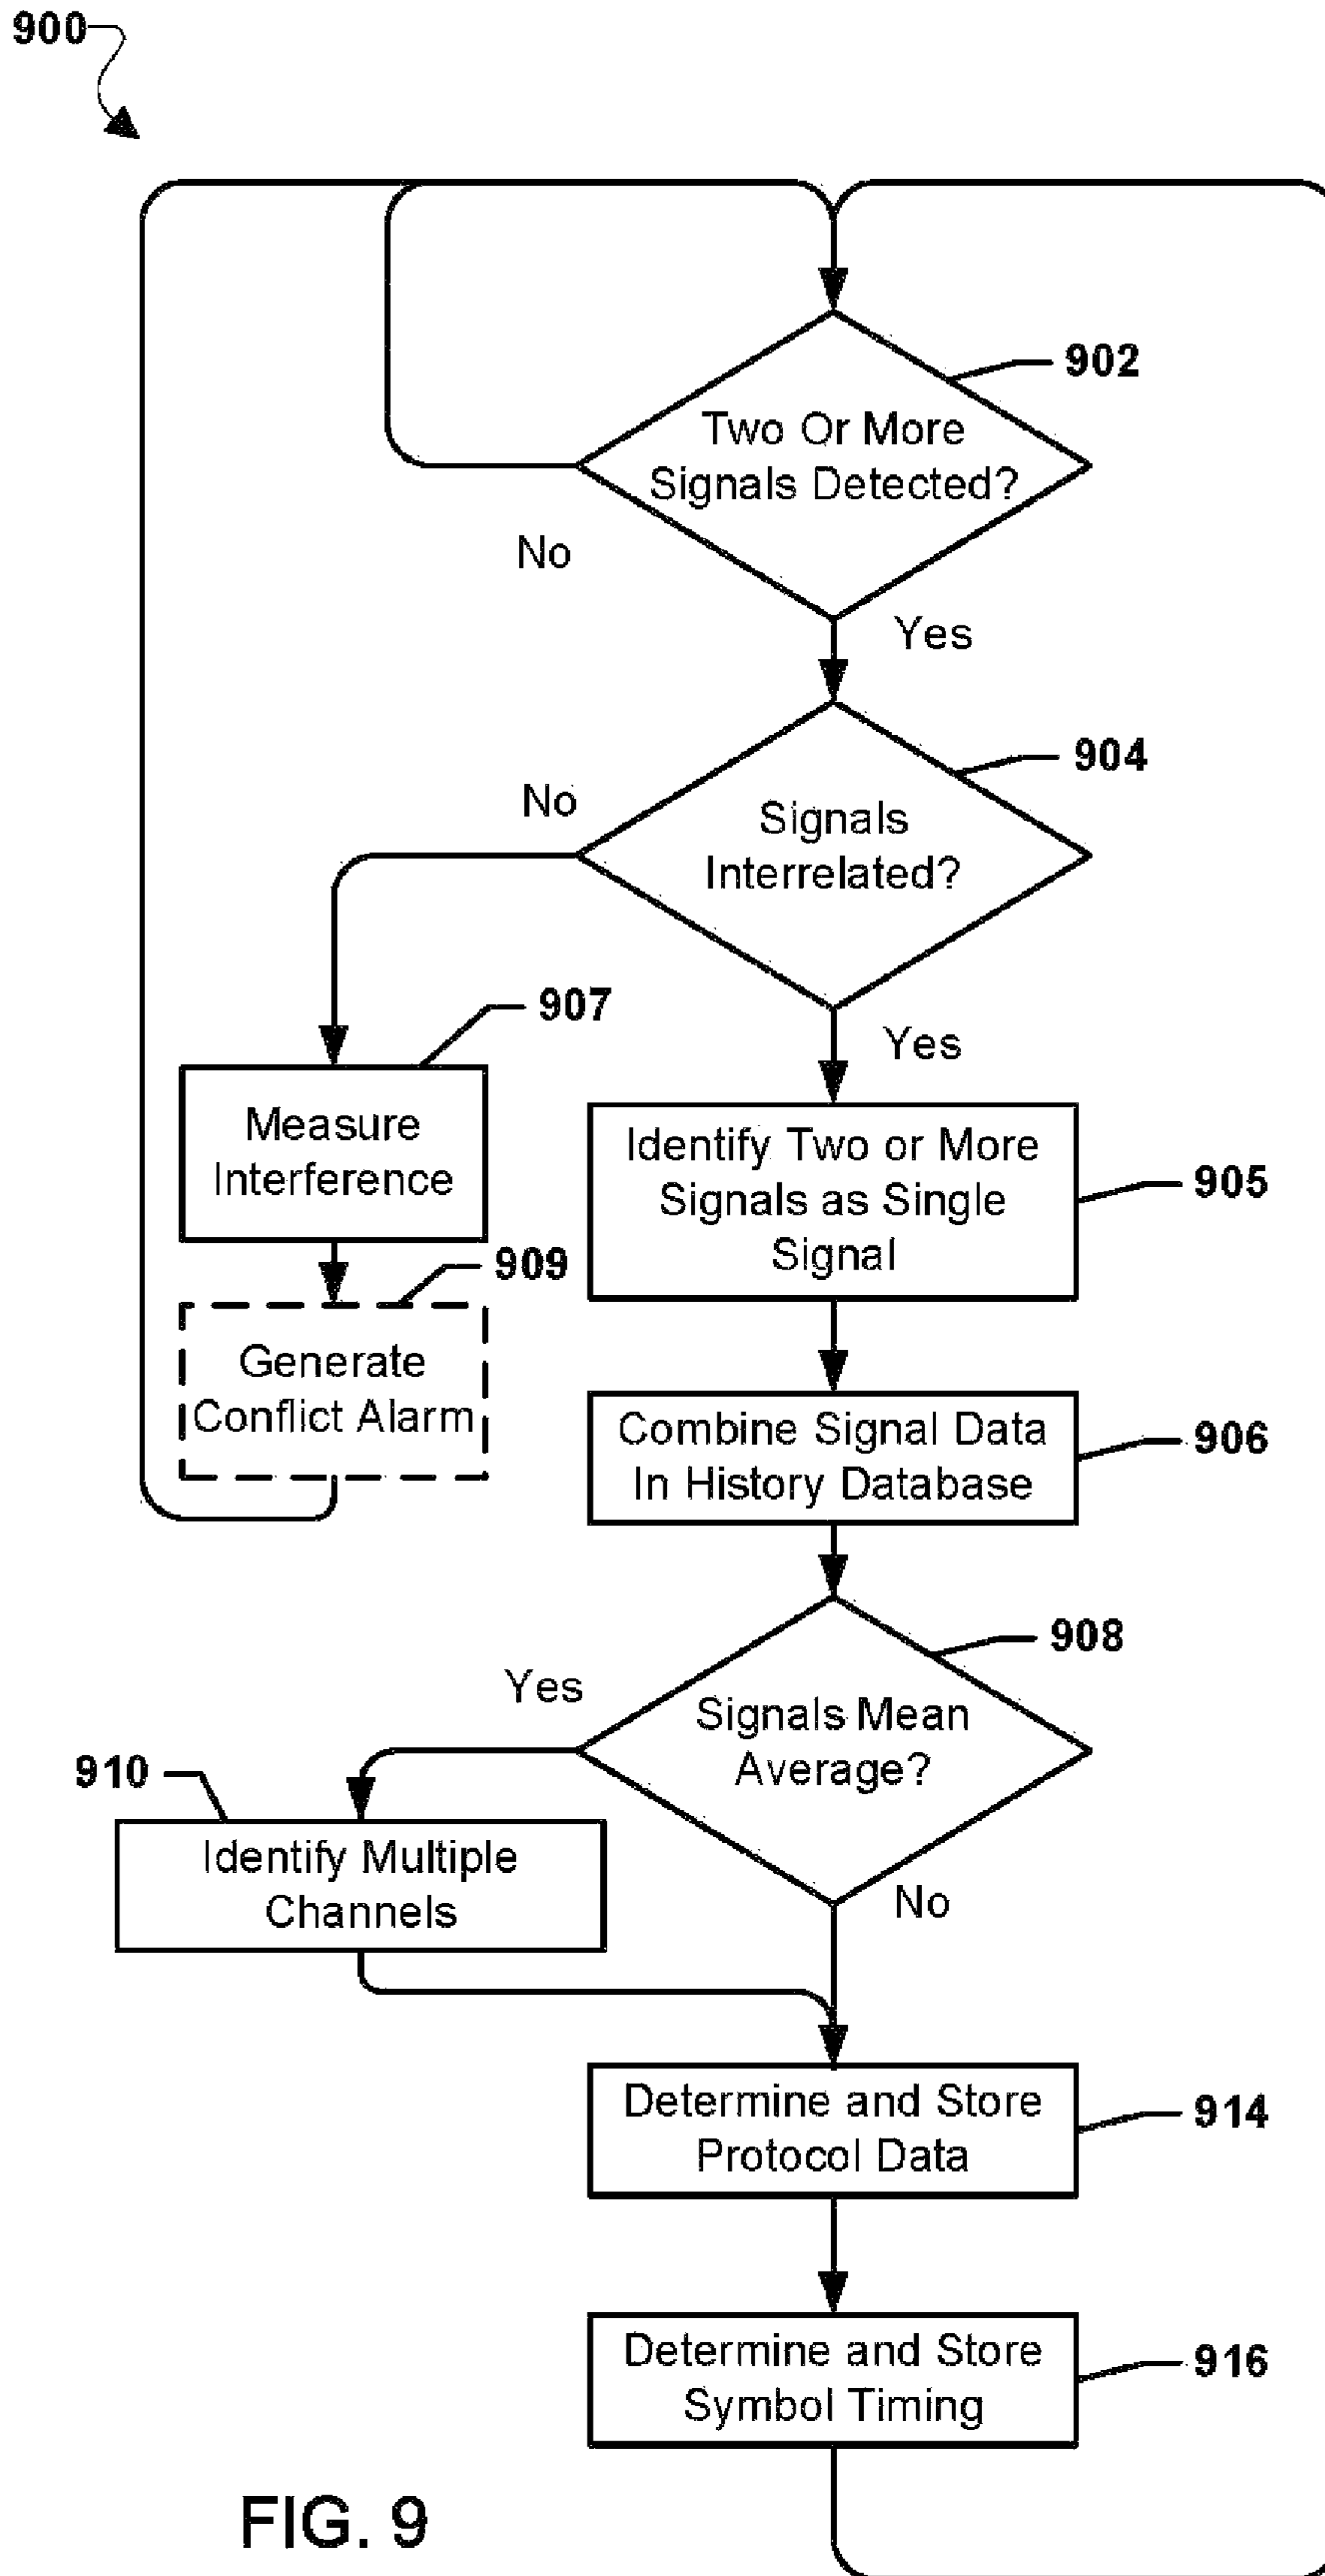 900
902
Two Or More
Signals Detected?
No
Yes
904
No
Signals
Interrelated?
907
Yes
Measure
Interference
Identify Two or More
Signals as Single
Signal
905
909
Generate
Conflict Alarm
Combine Signal Data
In History Database
906
908
Yes
Signals Mean
Average?
910
Identify Multiple
Channels
No
Determine and Store
Protocol Data
914
Determine and Store
Symbol Timing
916
FIG. 9